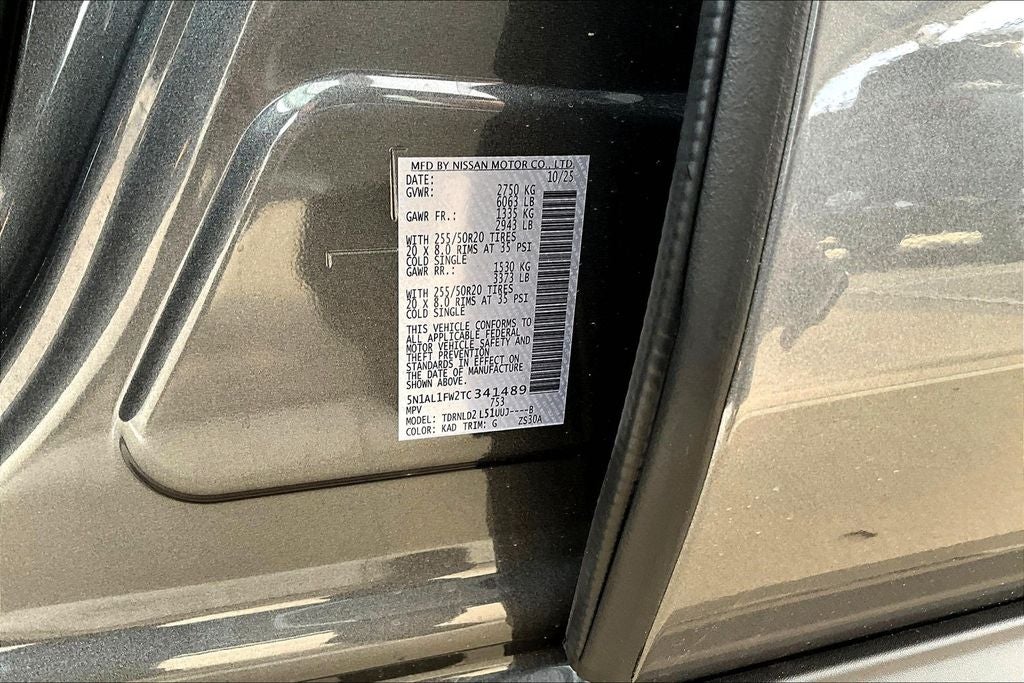 MFD BY NISSAN MOTOR CO., LTD.
DATE: 10/25
GVWR: 2750 KG
6063 LB
GAWR FR.: 1335 KG
2943 LB
WITH 255/50R20 TIRES
20 X 8.0 RIMS AT 35 PSI
COLD SINGLE
GAWR RR.: 1530 KG
3373 LB
WITH 255/50R20 TIRES
20 X 8.0 RIMS AT 35 PSI
COLD SINGLE
THIS VEHICLE CONFORMS TO
ALL APPLICABLE FEDERAL
MOTOR VEHICLE SAFETY AND
THEFT PREVENTION
STANDARDS IN EFFECT ON
THE DATE OF MANUFACTURE
SHOWN ABOVE.
5N1AL1FW2TC341489
MPV 753
MODEL: TDRNLD2 L51UUJ----B
COLOR: KAD TRIM: G ZS30A